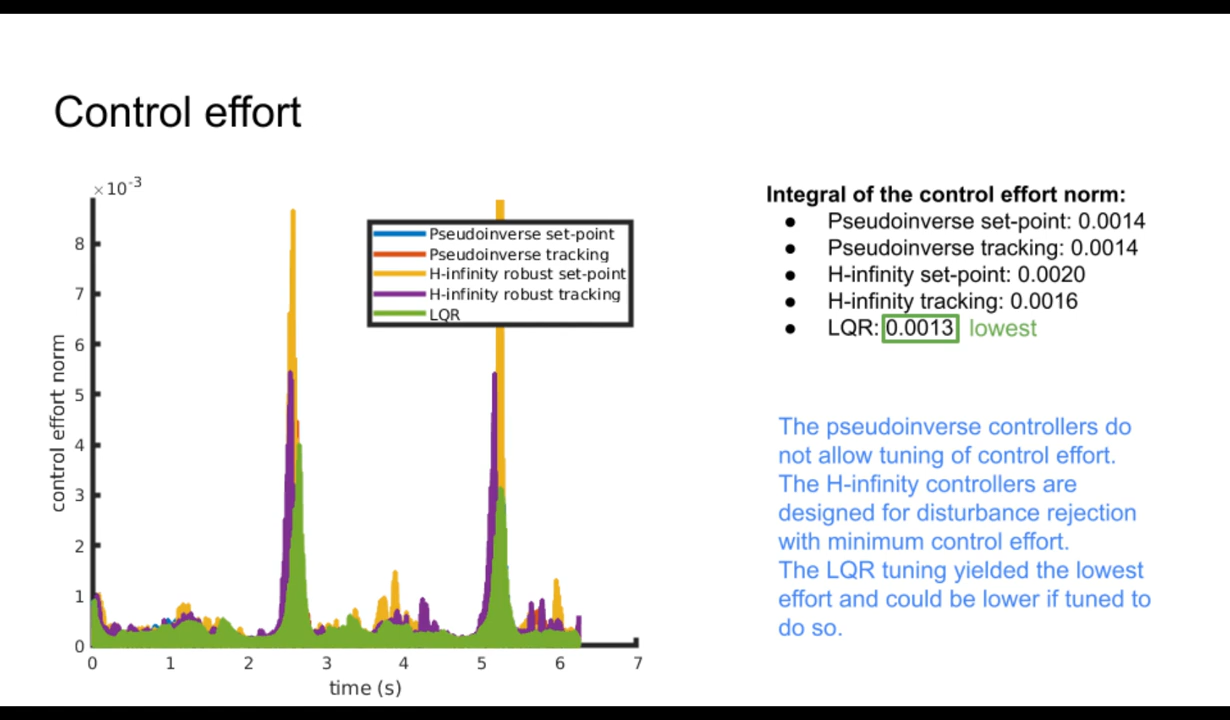 Control effort
×10-3
8
7
6
5
4
3
2
1
0
control effort norm
0 1 2 3 4 5 6 7
time (s)
Pseudoinverse set-point
Pseudoinverse tracking
H-infinity robust set-point
H-infinity robust tracking
LQR
Integral of the control effort norm:
● Pseudoinverse set-point: 0.0014
● Pseudoinverse tracking: 0.0014
● H-infinity set-point: 0.0020
● H-infinity tracking: 0.0016
● LQR: 0.0013 lowest
The pseudoinverse controllers do
not allow tuning of control effort.
The H-infinity controllers are
designed for disturbance rejection
with minimum control effort.
The LQR tuning yielded the lowest
effort and could be lower if tuned to
do so.